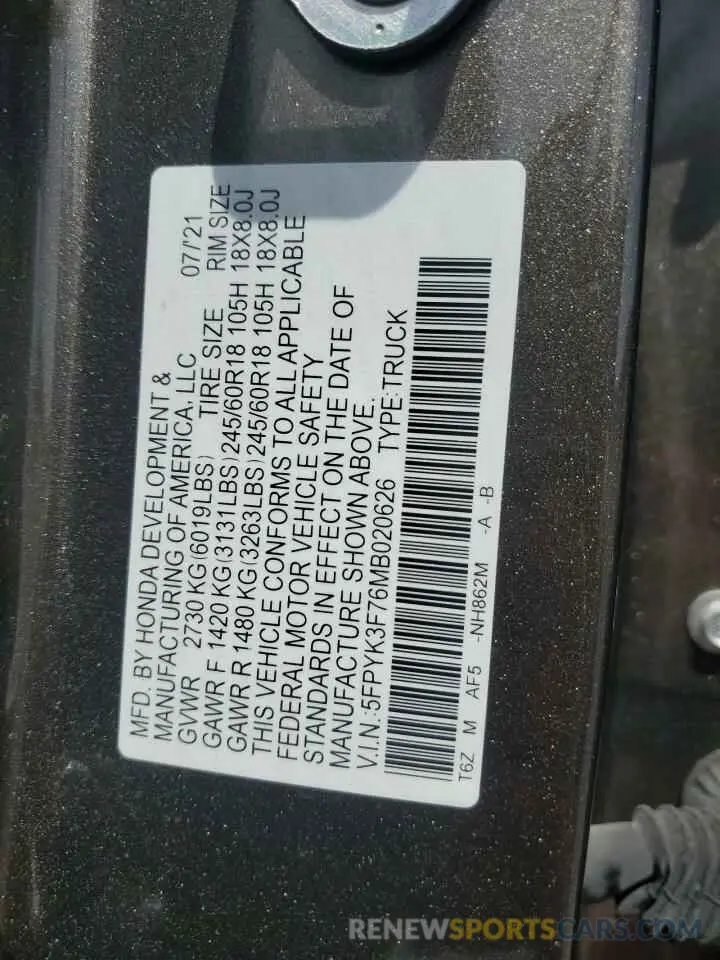 MFD. BY HONDA DEVELOPMENT &
MANUFACTURING OF AMERICA, LLC 07/'21
GVWR 2730 KG (6019LBS) TIRE SIZE RIM SIZE
GAWR F 1420 KG (3131LBS) 245/60R18 105H 18X8.0J
GAWR R 1480 KG (3263LBS) 245/60R18 105H 18X8.0J
THIS VEHICLE CONFORMS TO ALL APPLICABLE
FEDERAL MOTOR VEHICLE SAFETY
STANDARDS IN EFFECT ON THE DATE OF
MANUFACTURE SHOWN ABOVE.
V.I.N.:5FPYK3F76MB020626 TYPE:TRUCK
T6Z M AF5 -NH862M -A -B
RENEWSPORTSCARS.COM